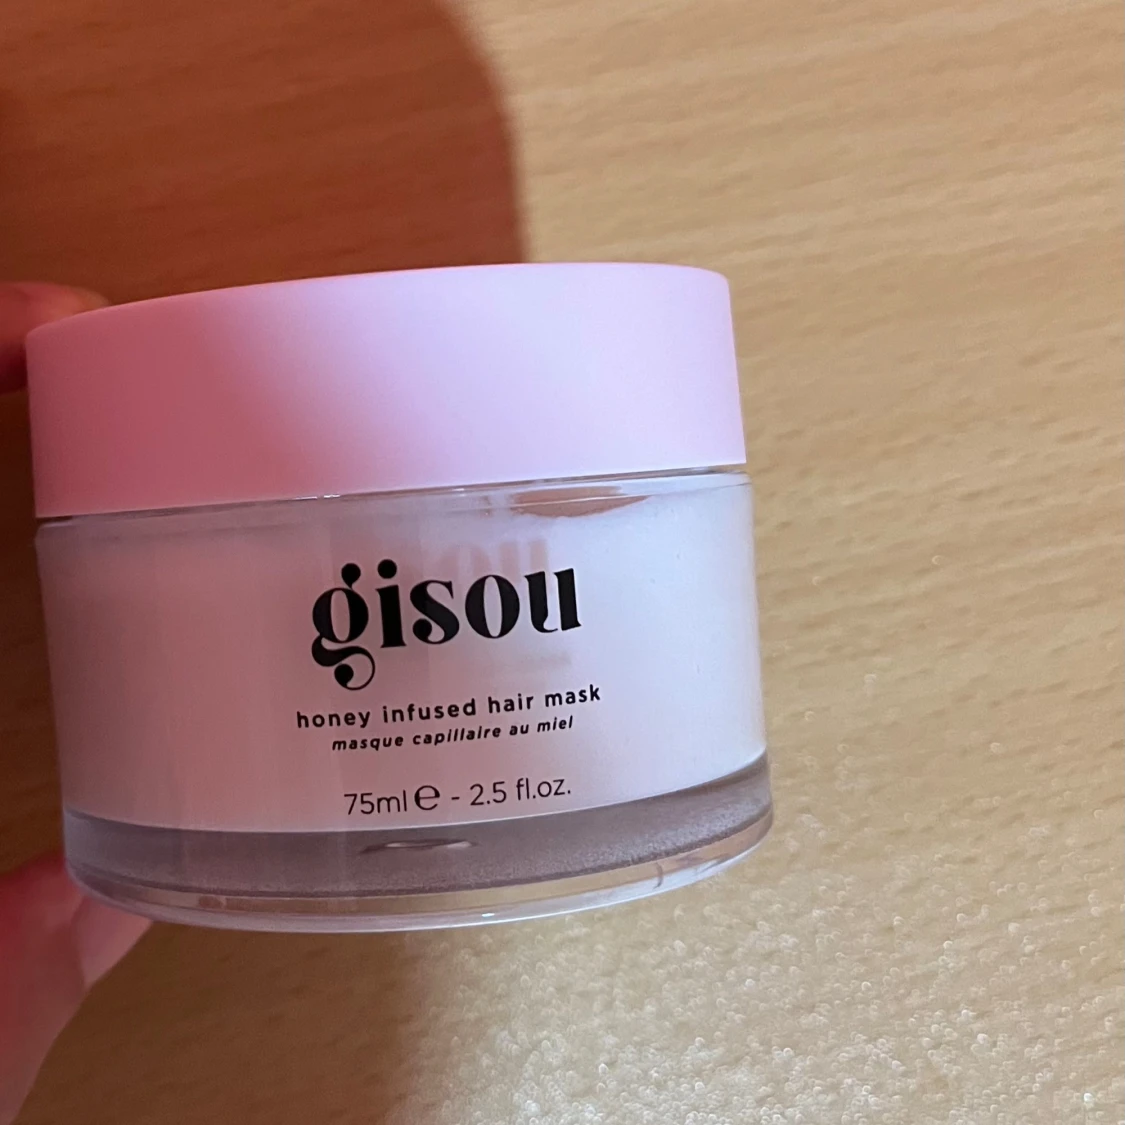 gisou
honey infused hair mask
masque capillaire au miel
75ml ℮ - 2.5 fl.oz.